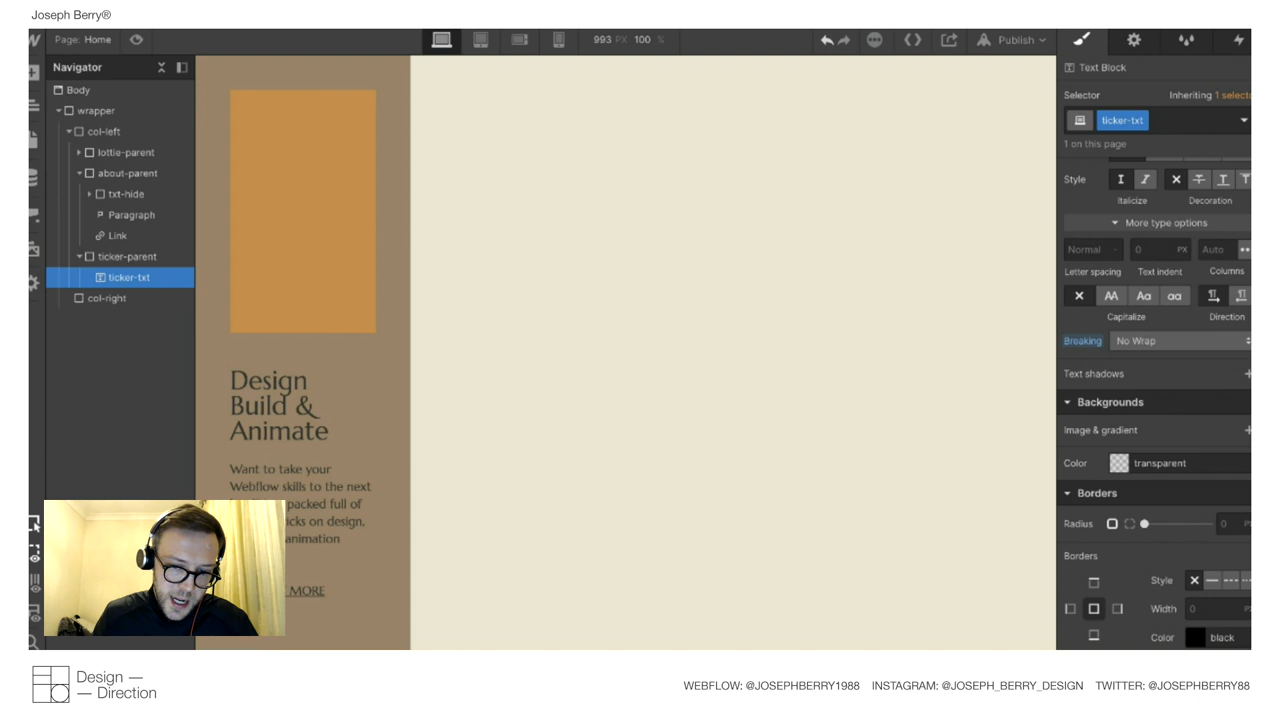 Joseph Berry®
Page: Home
993 PX 100 %
Publish
Navigator
Body
wrapper
col-left
lottie-parent
about-parent
txt-hide
Paragraph
Link
ticker-parent
ticker-txt
col-right
Design
Build &
Animate
Want to take your
Webflow skills to the next
packed full of
icks on design,
animation
MORE
Text Block
Selector
Inheriting 1 selecto
ticker-txt
1 on this page
Style
Italicize
Decoration
More type options
Normal
0 PX
Auto
Letter spacing
Text indent
Columns
AA Aa aa
Capitalize
Direction
Breaking
No Wrap
Text shadows
Backgrounds
Image & gradient
Color
transparent
Borders
Radius
0
Borders
Style
Width
0
Color
black
Design —
— Direction
WEBFLOW: @JOSEPHBERRY1988 INSTAGRAM: @JOSEPH_BERRY_DESIGN TWITTER: @JOSEPHBERRY88